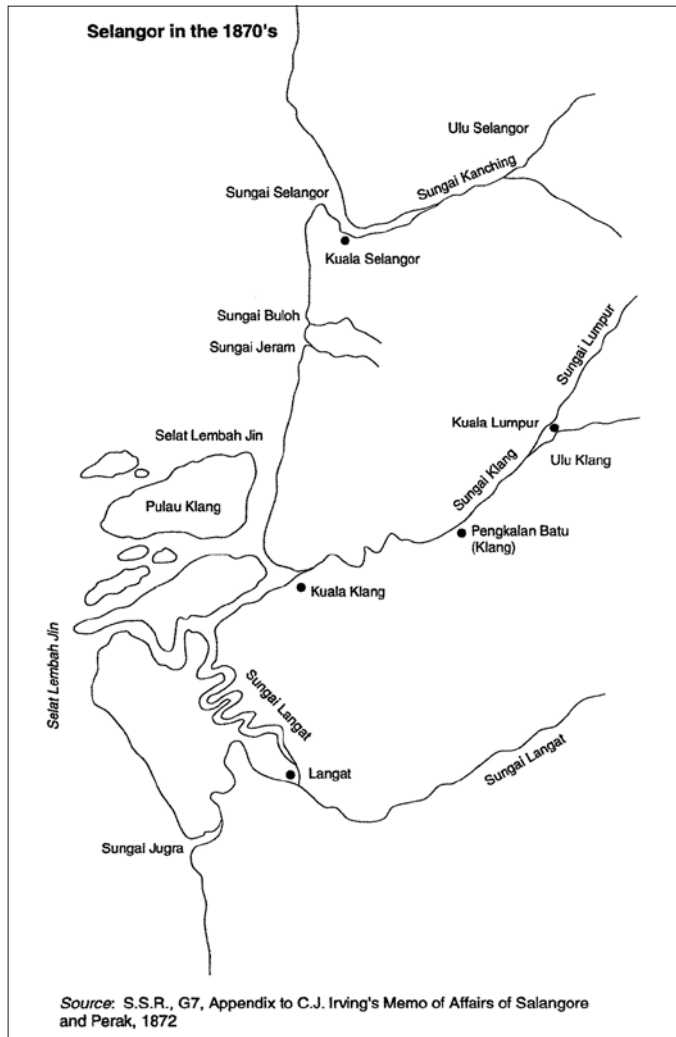 Selangor in the 1870's
Ulu Selangor
Sungai Kanching
Sungai Selangor
Kuala Selangor
Sungai Buloh
Sungai Jeram
Sungai Lumpur
Kuala Lumpur
Selat Lembah Jin
Ulu Klang
Sungai Klang
Pulau Klang
Pengkalan Batu
(Klang)
Kuala Klang
Selat Lembah Jin
Sungai Langat
Sungai Langat
Langat
Sungai Jugra
Source: S.S.R., G7, Appendix to C.J. Irving's Memo of Affairs of Salangore
and Perak, 1872